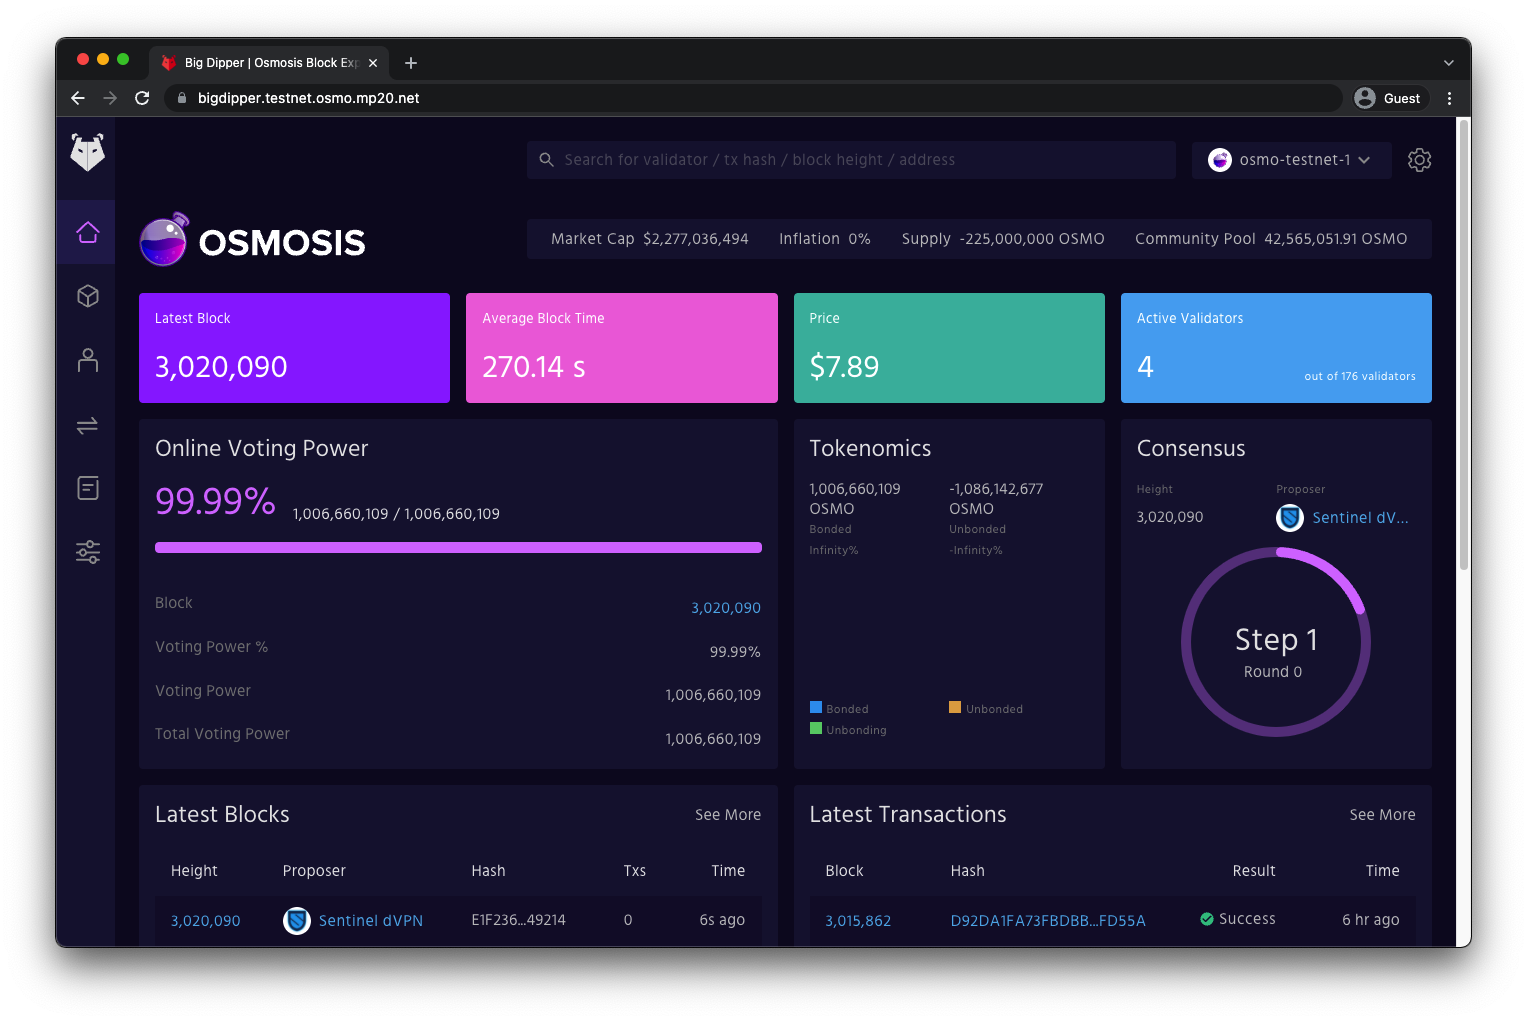 Big Dipper | Osmosis Block Exp
bigdipper.testnet.osmo.mp20.net
Guest
Search for validator / tx hash / block height / address
osmo-testnet-1
OSMOSIS
Market Cap $2,277,036,494 Inflation 0% Supply -225,000,000 OSMO Community Pool 42,565,051.91 OSMO
Latest Block
3,020,090
Average Block Time
270.14 s
Price
$7.89
Active Validators
4
out of 176 validators
Online Voting Power
99.99% 1,006,660,109 / 1,006,660,109
Block 3,020,090
Voting Power % 99.99%
Voting Power 1,006,660,109
Total Voting Power 1,006,660,109
Tokenomics
1,006,660,109
OSMO
Bonded
Infinity%
-1,086,142,677
OSMO
Unbonded
-Infinity%
Bonded Unbonded
Unbonding
Consensus
Height Proposer
3,020,090 Sentinel dV...
Step 1
Round 0
Latest Blocks See More
Height Proposer Hash Txs Time
3,020,090 Sentinel dVPN E1F236...49214 0 6s ago
Latest Transactions See More
Block Hash Result Time
3,015,862 D92DA1FA73FBDBB...FD55A Success 6 hr ago